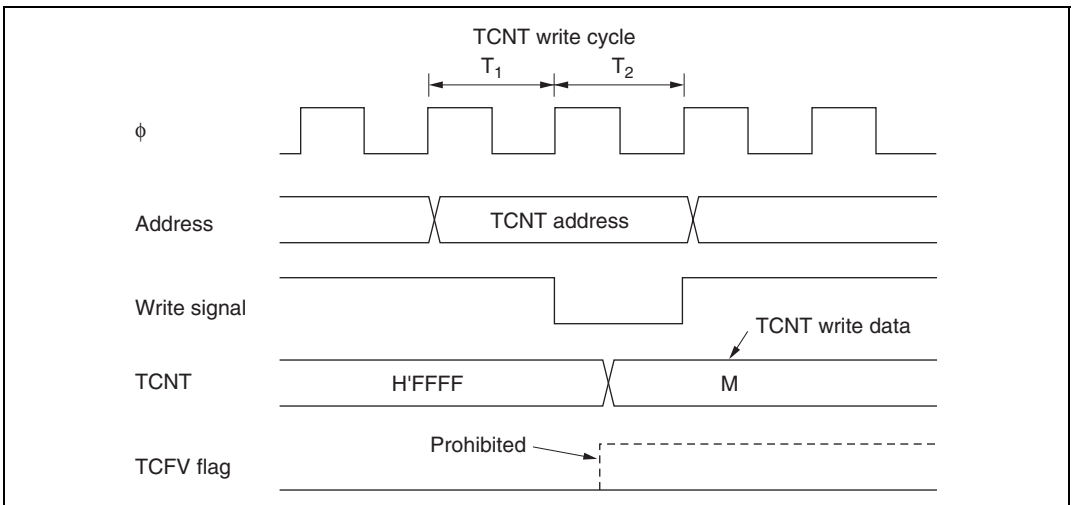 TCNT write cycle
T1 T2
ϕ
Address
TCNT address
Write signal
TCNT write data
TCNT
H'FFFF
M
Prohibited
TCFV flag